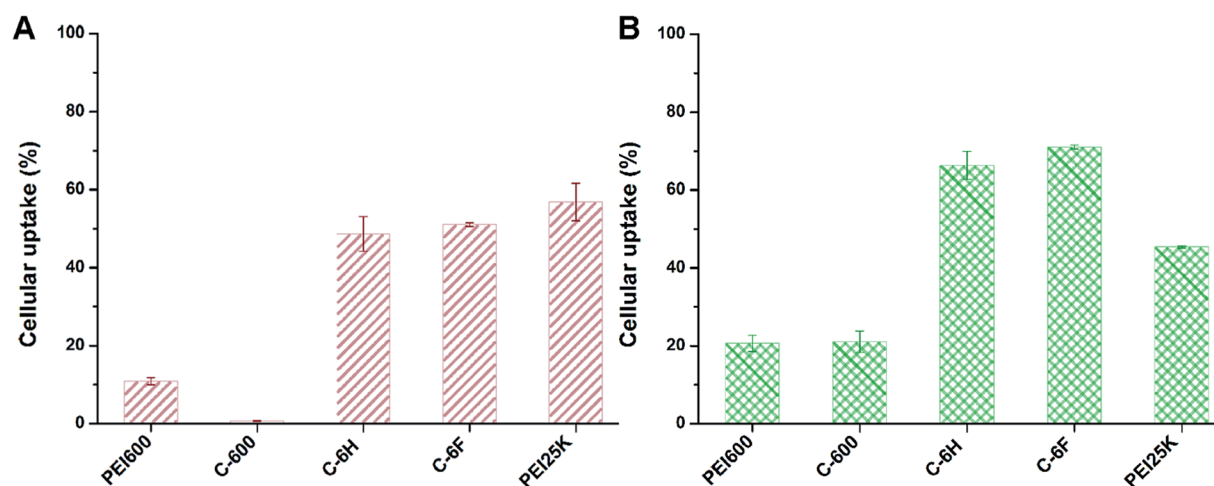 A
Cellular uptake (%)
100
80
60
40
20
0
PEI600
C-600
C-6H
C-6F
PEI25K
B
Cellular uptake (%)
100
80
60
40
20
0
PEI600
C-600
C-6H
C-6F
PEI25K